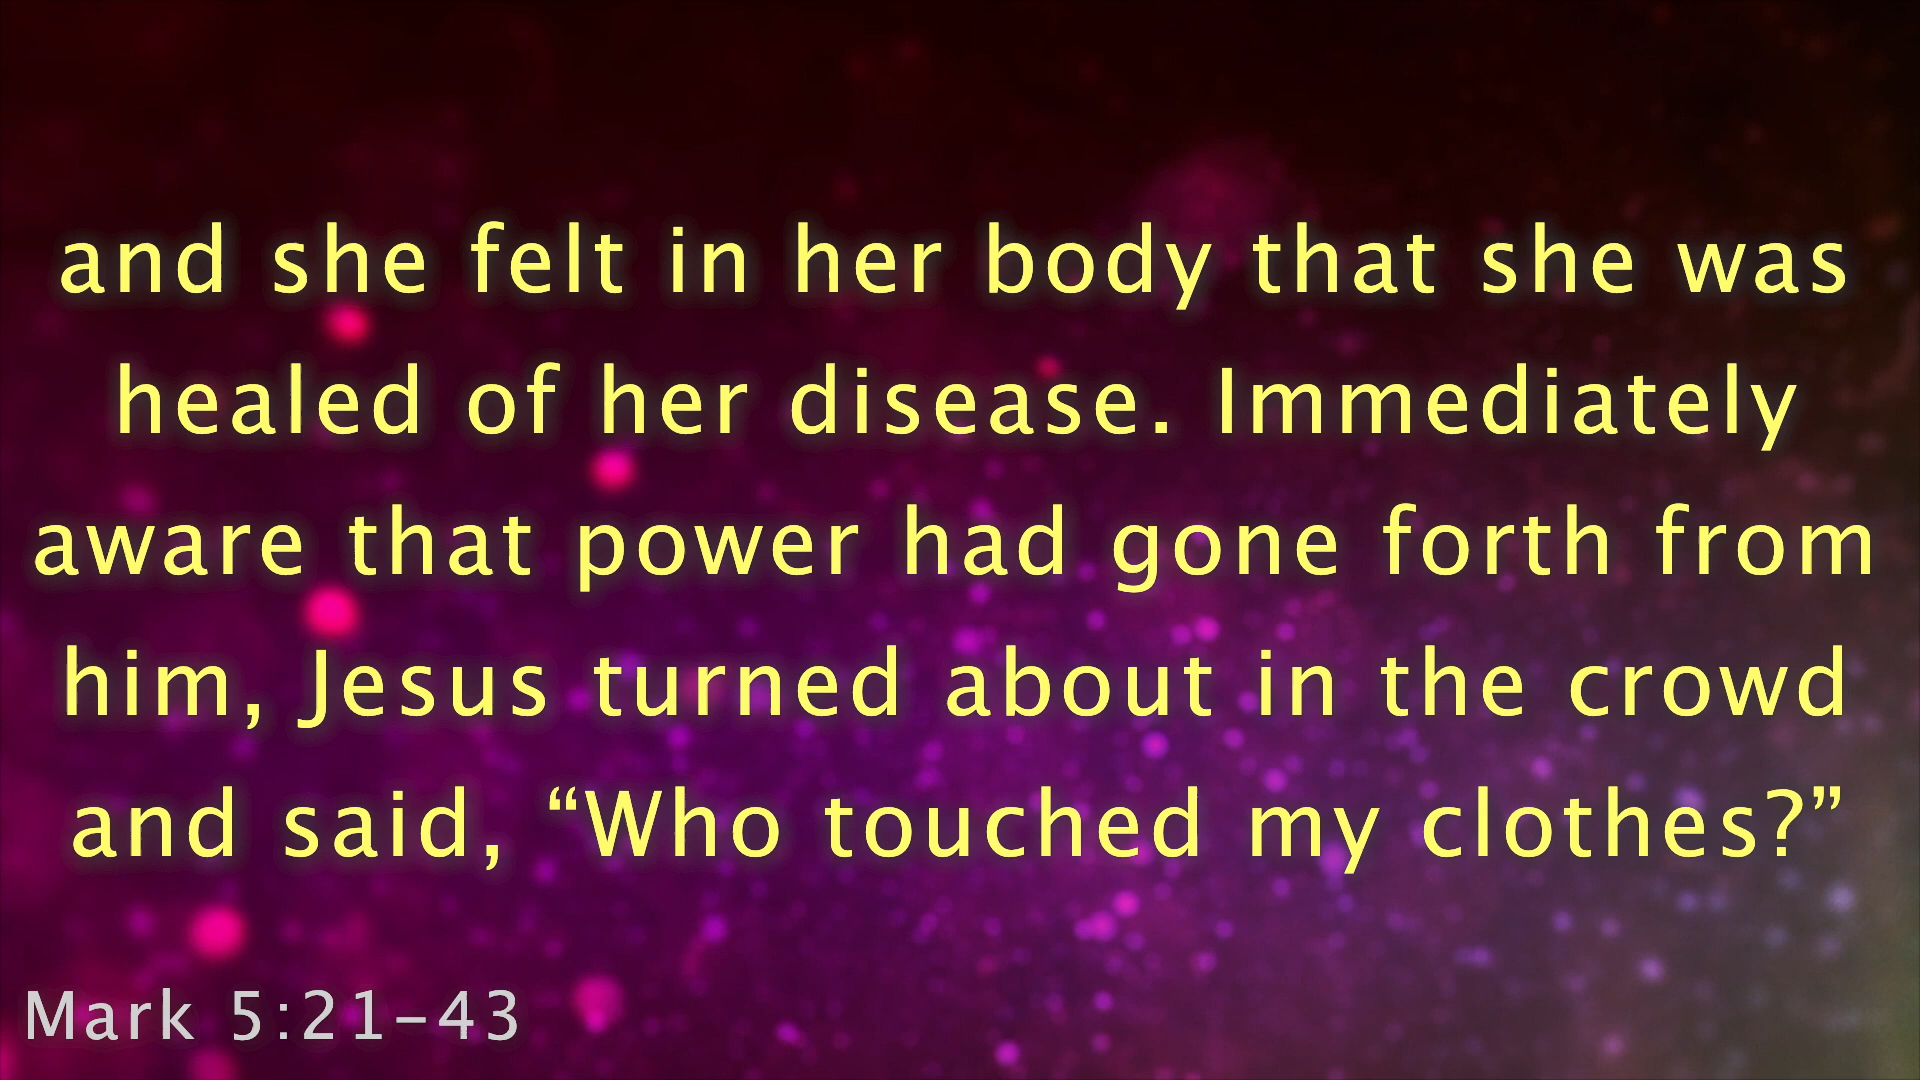 and she felt in her body that she was
healed of her disease. Immediately
aware that power had gone forth from
him, Jesus turned about in the crowd
and said, “Who touched my clothes?”
Mark 5:21-43